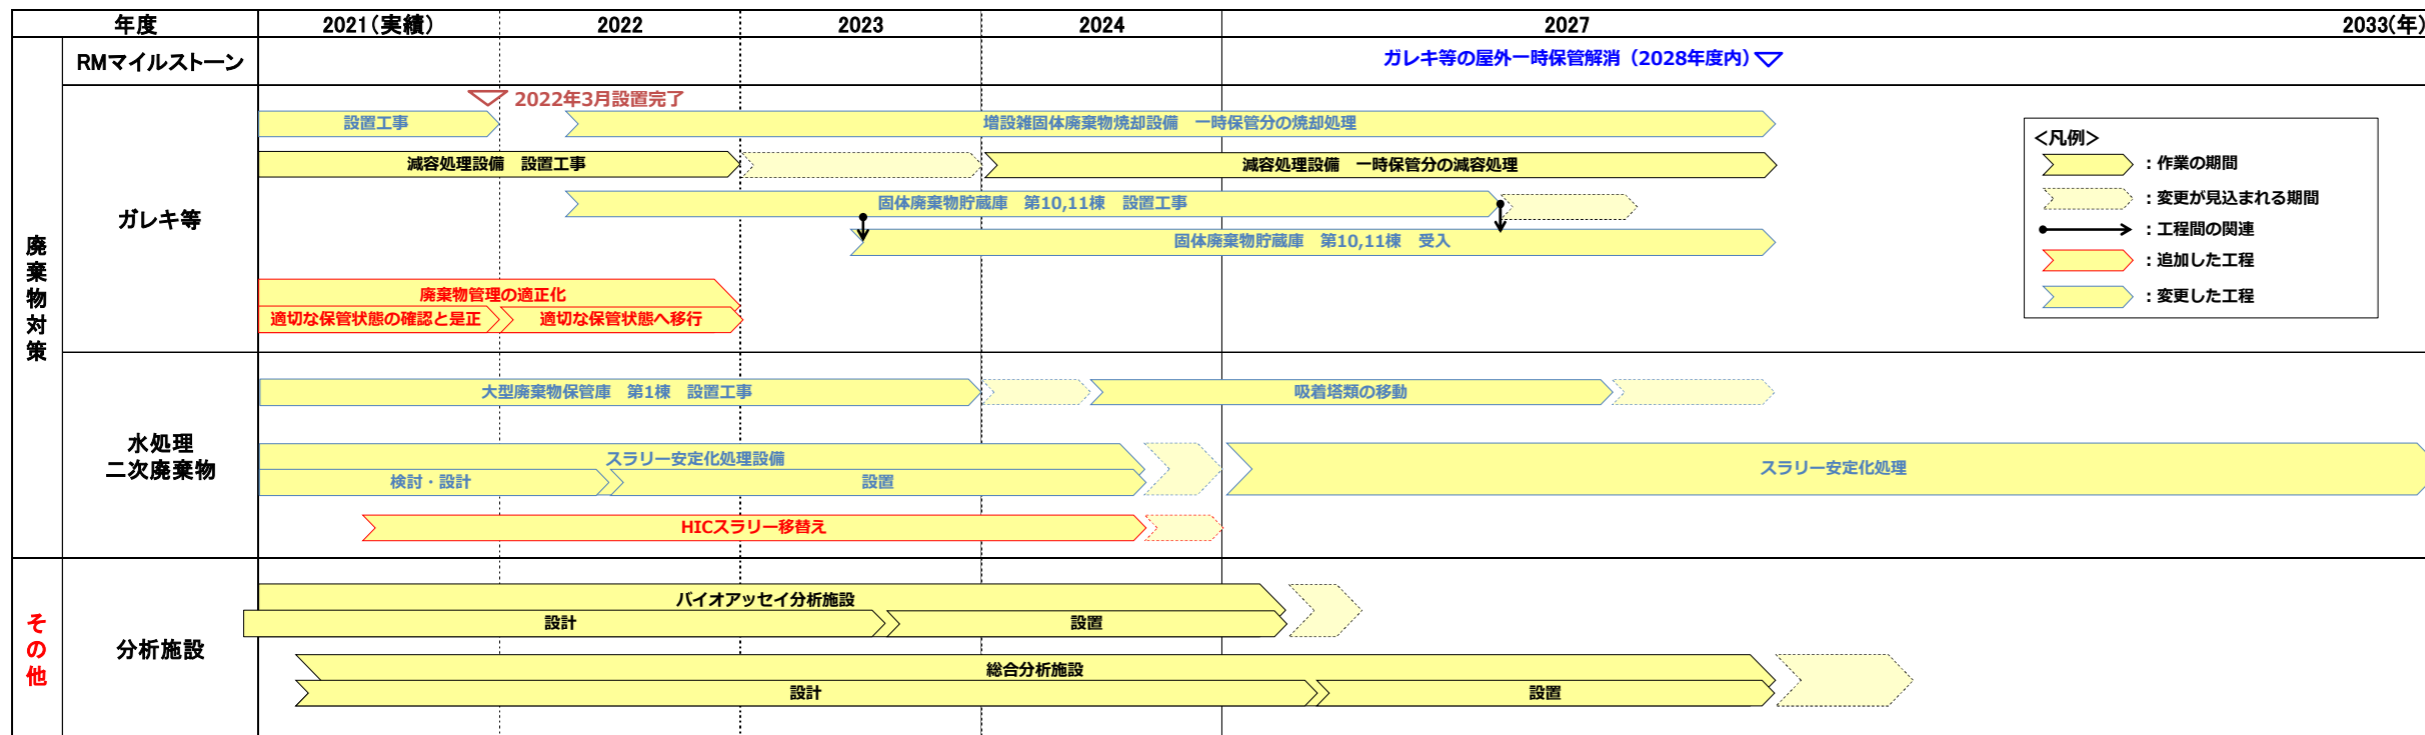 年度
2021(実績)
2022
2023
2024
2027
2033(年)
廃棄物対策
RMマイルストーン
ガレキ等の屋外一時保管解消（2028年度内）
ガレキ等
2022年3月設置完了
設置工事
増設雑固体廃棄物焼却設備　一時保管分の焼却処理
減容処理設備　設置工事
減容処理設備　一時保管分の減容処理
固体廃棄物貯蔵庫　第10,11棟　設置工事
固体廃棄物貯蔵庫　第10,11棟　受入
廃棄物管理の適正化
適切な保管状態の確認と是正
適切な保管状態へ移行
<凡例>
：作業の期間
：変更が見込まれる期間
：工程間の関連
：追加した工程
：変更した工程
水処理
二次廃棄物
大型廃棄物保管庫　第1棟　設置工事
吸着塔類の移動
スラリー安定化処理設備
検討・設計
設置
スラリー安定化処理
HICスラリー移替え
その他
分析施設
バイオアッセイ分析施設
設計
設置
総合分析施設
設計
設置